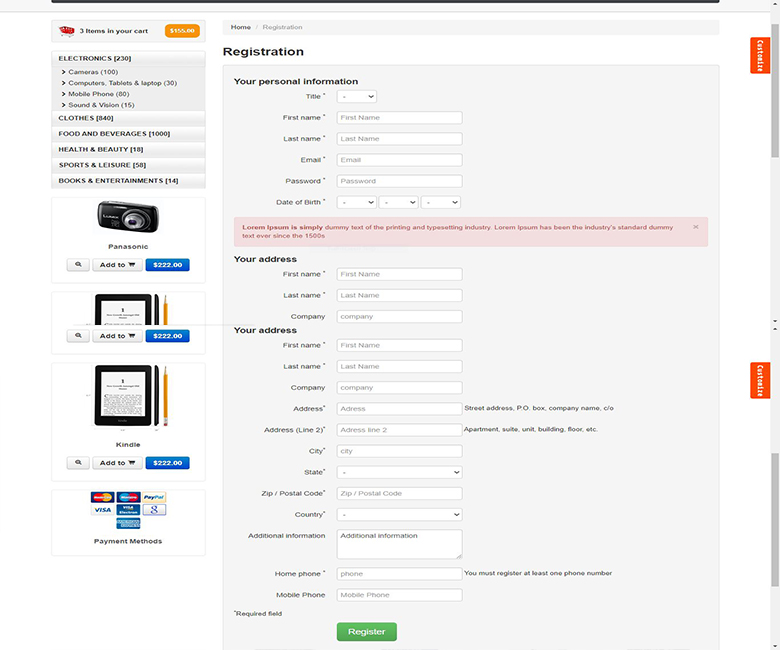 3 Items in your cart $155.00
ELECTRONICS [230]
Cameras (100)
Computers, Tablets & laptop (30)
Mobile Phone (80)
Sound & Vision (15)
CLOTHES [840]
FOOD AND BEVERAGES [1000]
HEALTH & BEAUTY [18]
SPORTS & LEISURE [58]
BOOKS & ENTERTAINMENTS [14]
Panasonic
Add to $222.00
Add to $222.00
Kindle
Add to $222.00
PayPal
VISA VISA Electron
Payment Methods
Home / Registration
Registration
Your personal information
Title * -
First name * First Name
Last name * Last Name
Email * Email
Password * Password
Date of Birth * - - -
Lorem Ipsum is simply dummy text of the printing and typesetting industry. Lorem Ipsum has been the industry's standard dummy ×
text ever since the 1500s
Your address
First name * First Name
Last name * Last Name
Company company
Your address
First name * First Name
Last name * Last Name
Company company
Address* Adress Street address, P.O. box, company name, c/o
Address (Line 2)* Adress line 2 Apartment, suite, unit, building, floor, etc.
City* city
State* -
Zip / Postal Code* Zip / Postal Code
Country* -
Additional information Additional information
Home phone * phone You must register at least one phone number
Mobile Phone Mobile Phone
*Required field
Register
Customize
Customize